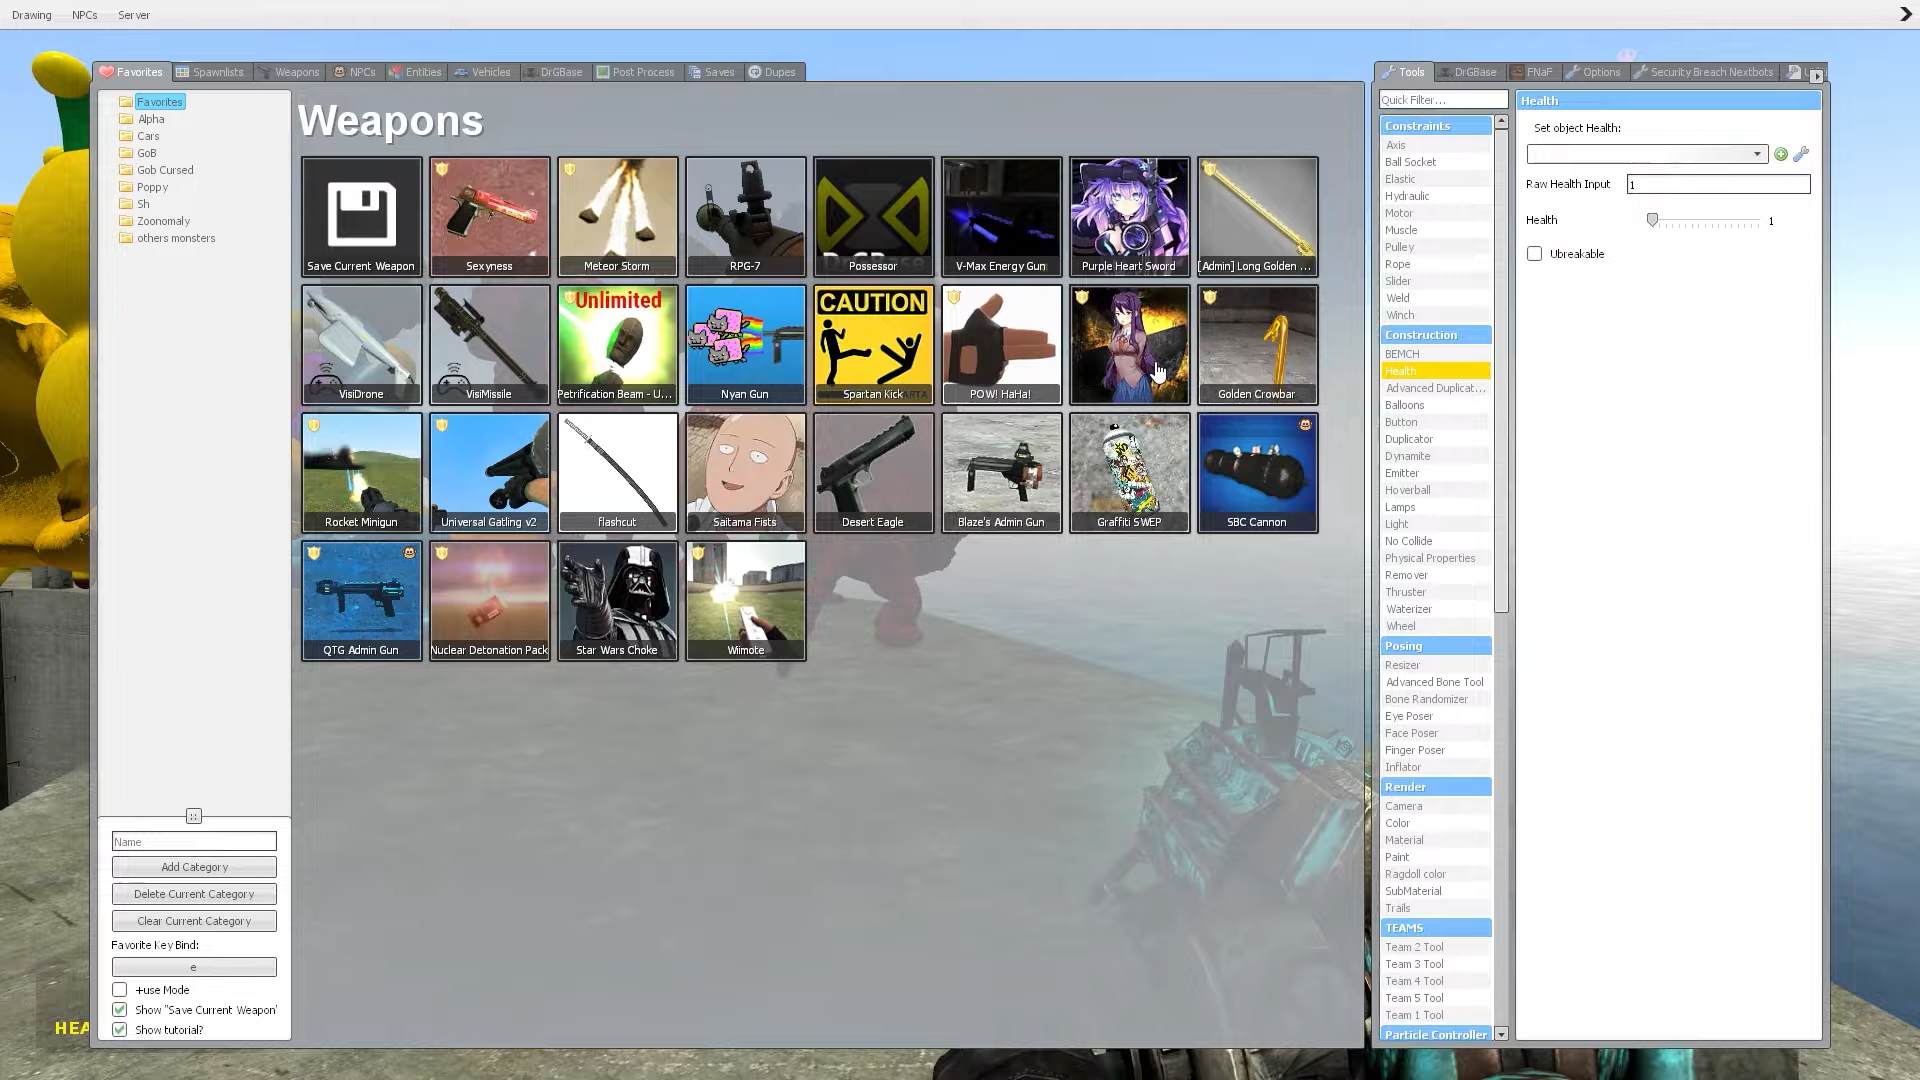 Drawing NPCs Server
Favorites Spawnlists Weapons NPCs Entities Vehicles DrGBase Post Process Saves Dupes
Tools DrGBase FNaF Options Security Breach Nextbots
Favorites
Alpha
Cars
GoB
Gob Cursed
Poppy
Sh
Zoonomaly
others monsters
Name
Add Category
Delete Current Category
Clear Current Category
Favorite Key Bind:
e
+use Mode
Show "Save Current Weapon"
Show tutorial?
HEA
Weapons
Save Current Weapon
Sexyness
Meteor Storm
RPG-7
Possessor
V-Max Energy Gun
Purple Heart Sword
[Admin] Long Golden ...
VisiDrone
VisiMissile
Unlimited
Petrification Beam - U...
Nyan Gun
CAUTION
Spartan Kick
POW! HaHa!
Golden Crowbar
Rocket Minigun
Universal Gatling v2
flashcut
Saitama Fists
Desert Eagle
Blaze's Admin Gun
Graffiti SWEP
SBC Cannon
QTG Admin Gun
Nuclear Detonation Pack
Star Wars Choke
Wiimote
Quick Filter...
Constraints
Axis
Ball Socket
Elastic
Hydraulic
Motor
Muscle
Pulley
Rope
Slider
Weld
Winch
Construction
BEMCH
Health
Advanced Duplicat...
Balloons
Button
Duplicator
Dynamite
Emitter
Hoverball
Lamps
Light
No Collide
Physical Properties
Remover
Thruster
Waterizer
Wheel
Posing
Resizer
Advanced Bone Tool
Bone Randomizer
Eye Poser
Face Poser
Finger Poser
Inflator
Render
Camera
Color
Material
Paint
Ragdoll color
SubMaterial
Trails
TEAMS
Team 2 Tool
Team 3 Tool
Team 4 Tool
Team 5 Tool
Team 1 Tool
Particle Controller
Health
Set object Health:
Raw Health Input 1
Health 1
Ubreakable